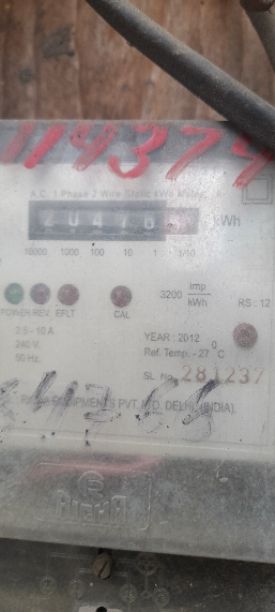 114374
A.C. 1 Phase 2 Wire Static kWh Meter
20476 kWh
10000 1000 100 10 1 1/10
3200 imp/kWh
RS : 12
POWER REV. EFLT CAL
2.5 - 10 A
240 V.
50 Hz.
YEARː 2012
Ref. Temp. - 27 °C
SL No. 281237
EQUIPMENTS PVT. LTD. DELHI (INDIA).